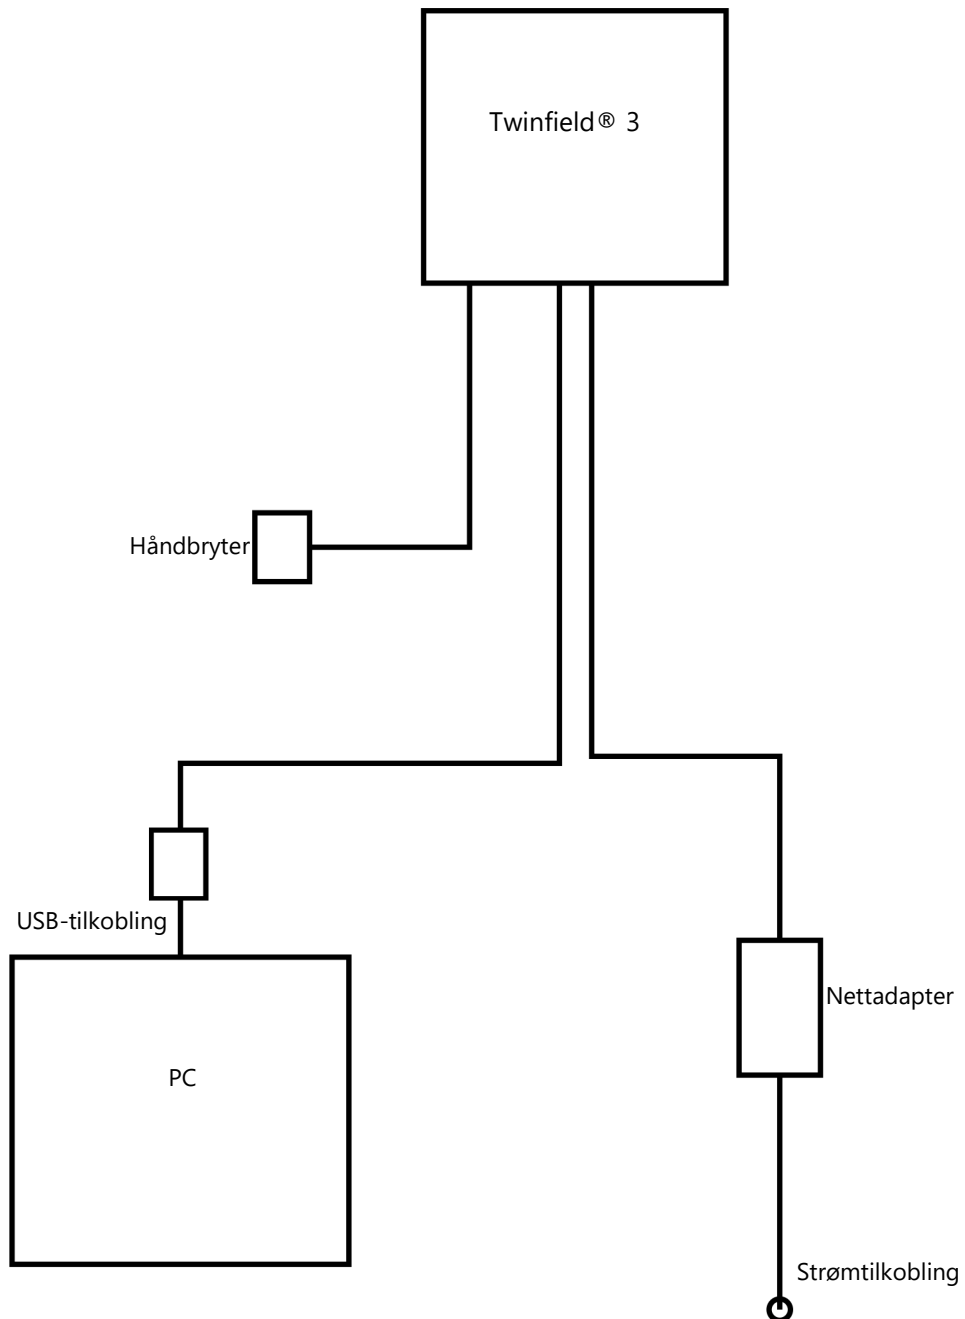 Twinfield® 3
Håndbryter
USB-tilkobling
Nettadapter
PC
Strømtilkobling